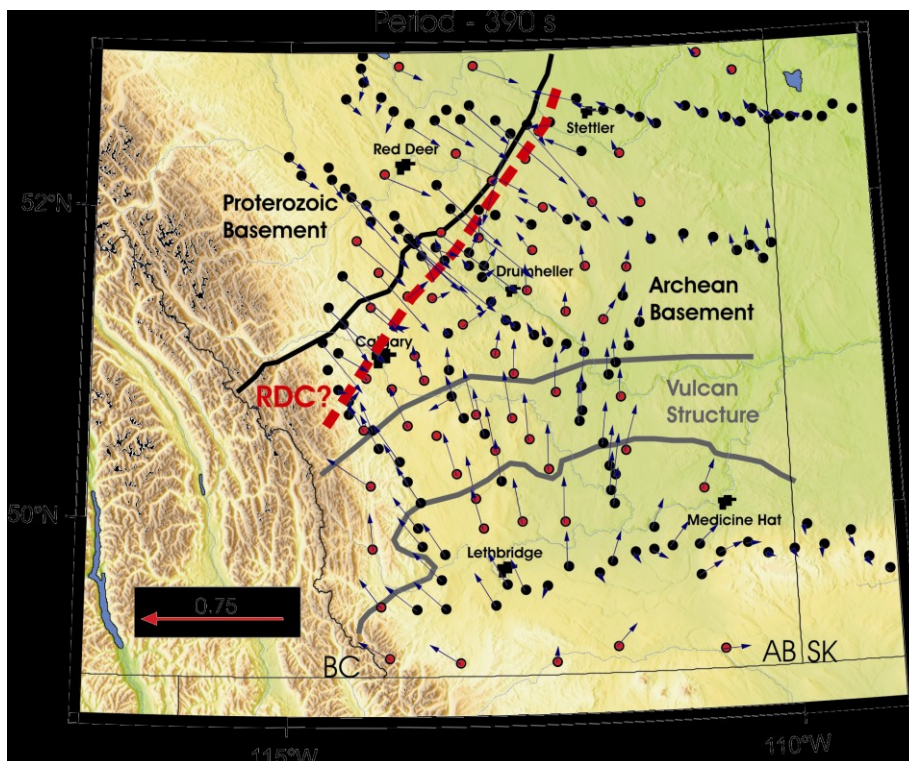 Period - 390 s
Stettler
Red Deer
52°N
Proterozoic
Basement
Drumheller
Archean
Basement
Calgary
RDC?
Vulcan
Structure
50°N
Medicine Hat
Lethbridge
0.75
BC
AB
SK
115°W
110°W